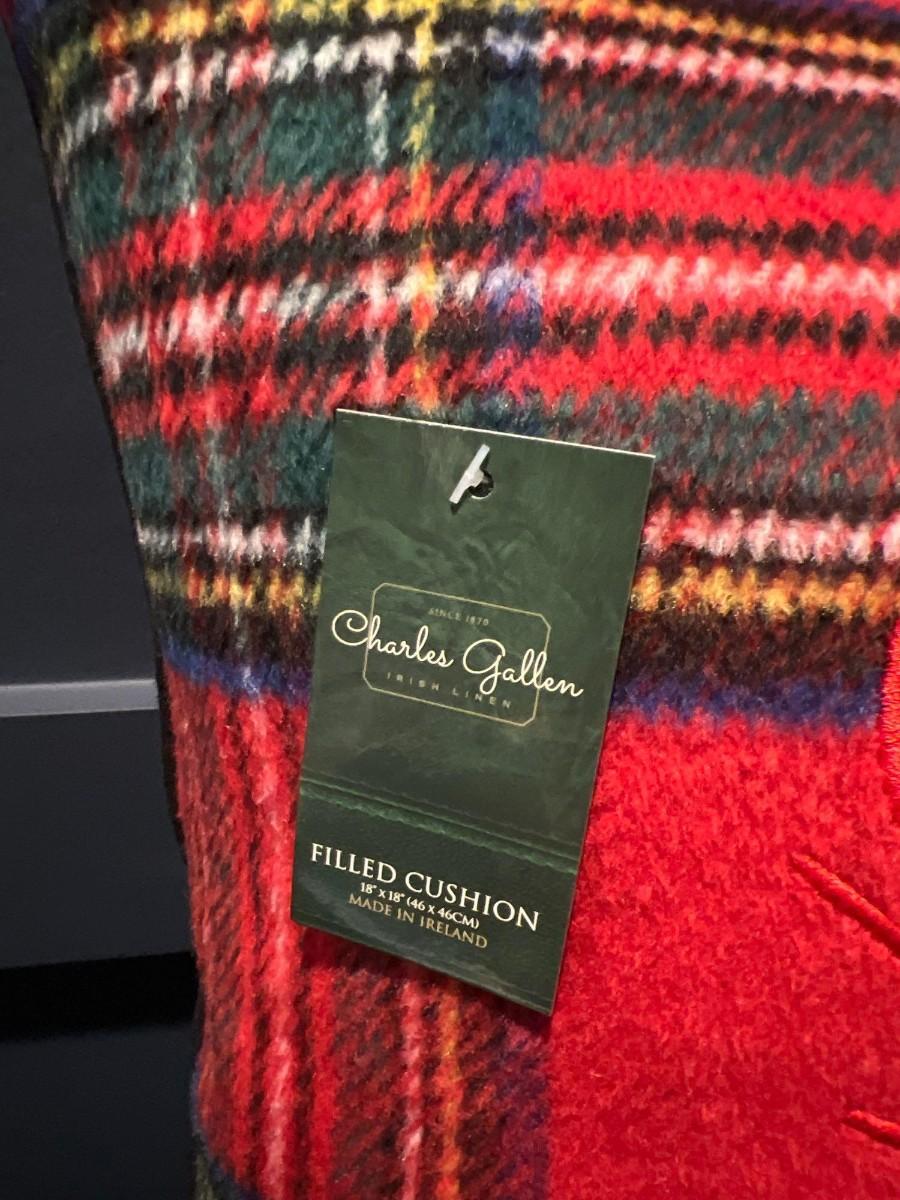 SINCE 1870
Charles Gallen
IRISH LINEN
FILLED CUSHION
18" x 18" (46 x 46CM)
MADE IN IRELAND